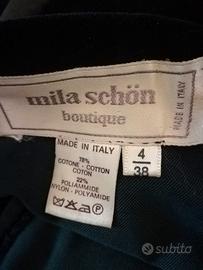 mila schön
boutique
MADE IN ITALY
MADE IN ITALY
78%
COTONE - COTTON
COTON
22%
POLIAMMIDE
NYLON - POLYAMIDE
4
38
subito